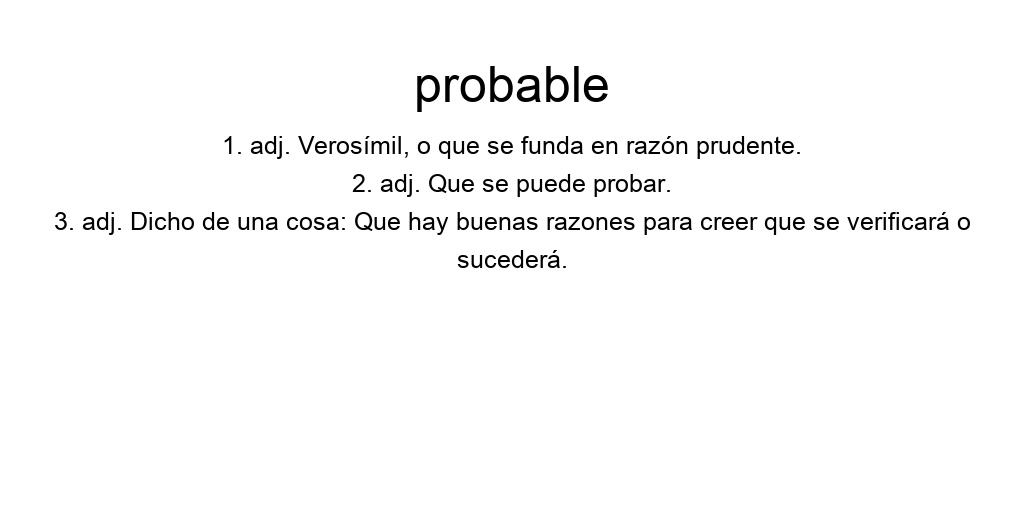 probable
1. adj. Verosímil, o que se funda en razón prudente.
2. adj. Que se puede probar.
3. adj. Dicho de una cosa: Que hay buenas razones para creer que se verificará o
sucederá.